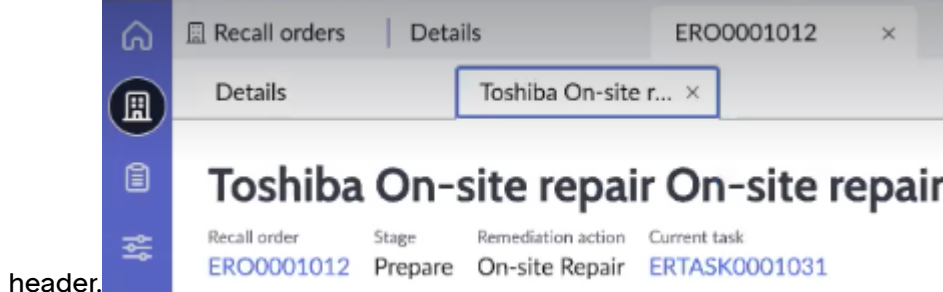 Recall orders Details ERO0001012 ×
Details Toshiba On-site r... ×
Toshiba On-site repair On-site repair
Recall order Stage Remediation action Current task
ERO0001012 Prepare On-site Repair ERTASK0001031
header.